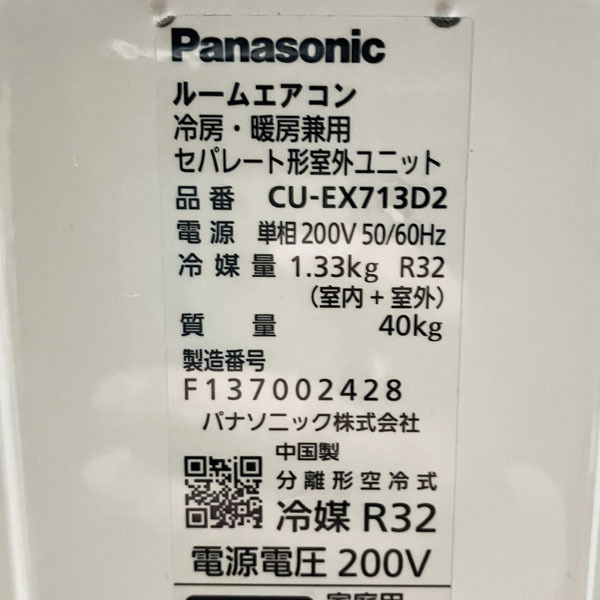 Panasonic
ルームエアコン
冷房・暖房兼用
セパレート形室外ユニット
品番 CU-EX713D2
電源 単相200V 50/60Hz
冷媒量 1.33kg R32
(室内+室外)
質量 40kg
製造番号
F137002428
パナソニック株式会社
中国製
分離形空冷式
冷媒 R32
電源電圧 200V